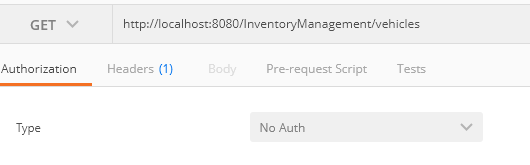 GET http://localhost:8080/InventoryManagement/vehicles
Authorization Headers (1) Body Pre-request Script Tests
Type No Auth